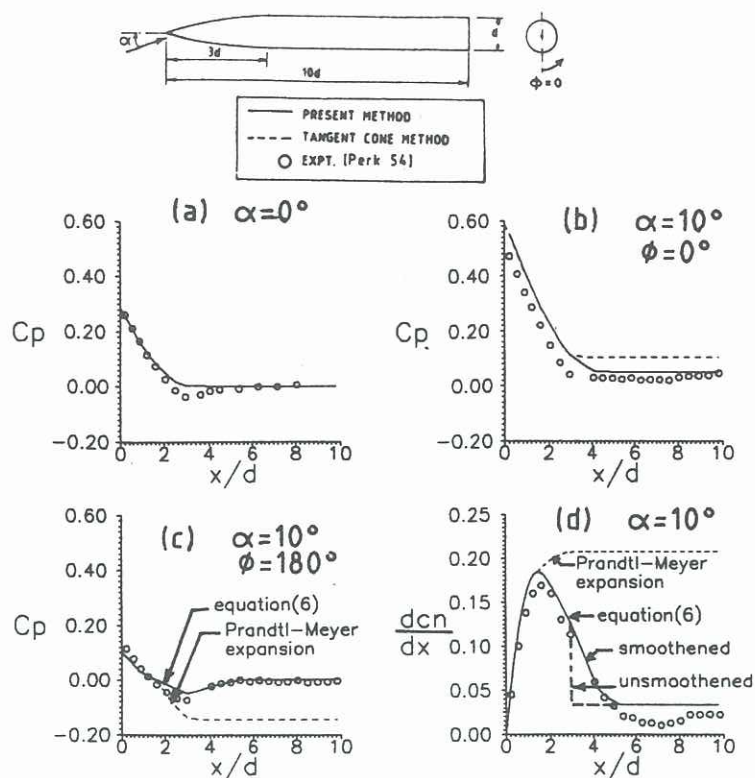 α
d
3d
10d
ϕ=0
PRESENT METHOD
TANGENT CONE METHOD
EXPT. [Perk 54]
(a) α=0°
0.60
0.40
Cp
0.20
0.00
-0.20
0 2 4 6 8 10
x/d
(b) α=10°
ϕ=0°
0.60
0.40
Cp
0.20
0.00
-0.20
0 2 4 6 8 10
x/d
(c) α=10°
ϕ=180°
0.60
0.40
equation(6)
Cp
0.20
Prandtl-Meyer
expansion
0.00
-0.20
0 2 4 6 8 10
x/d
(d) α=10°
0.25
0.20
Prandtl-Meyer
expansion
0.15
dcn
dx
equation(6)
0.10
smoothened
unsmoothened
0.05
0.00
0 2 4 6 8 10
x/d